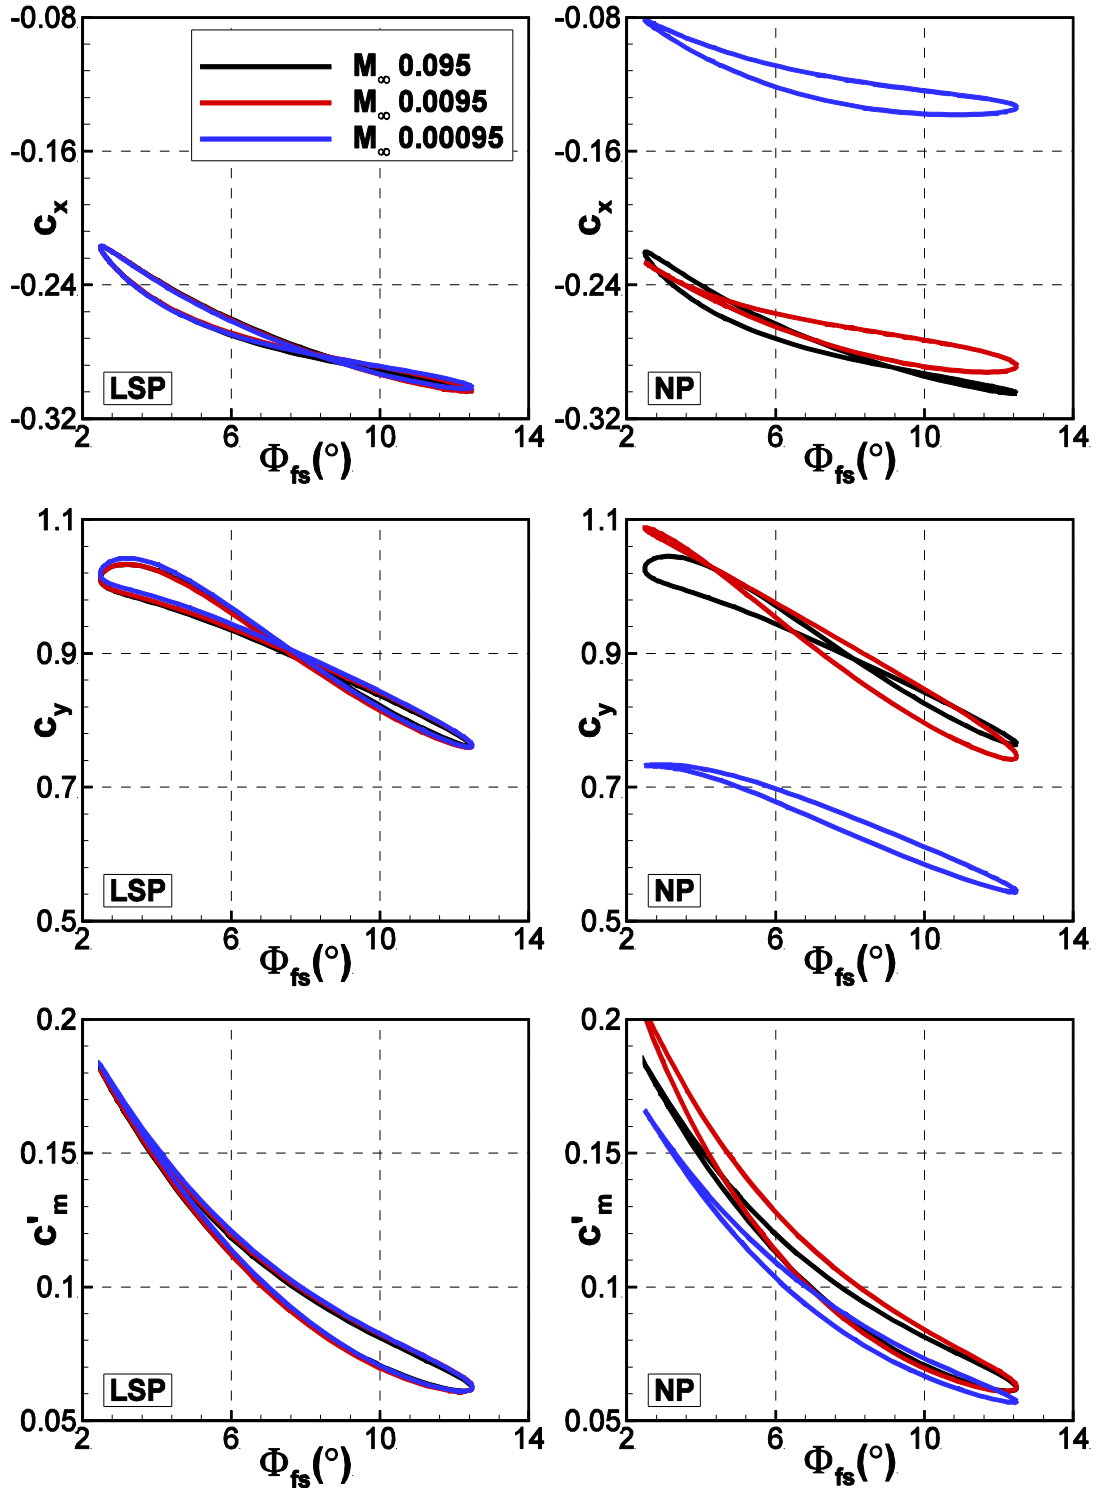 -0.08
-0.16
-0.24
-0.32
cx
M∞ 0.095
M∞ 0.0095
M∞ 0.00095
LSP
2 6 10 14
Φfs(°)
-0.08
-0.16
-0.24
-0.32
cx
NP
2 6 10 14
Φfs(°)
1.1
0.9
0.7
0.5
cy
LSP
2 6 10 14
Φfs(°)
1.1
0.9
0.7
0.5
cy
NP
2 6 10 14
Φfs(°)
0.2
0.15
0.1
0.05
c'm
LSP
2 6 10 14
Φfs(°)
0.2
0.15
0.1
0.05
c'm
NP
2 6 10 14
Φfs(°)